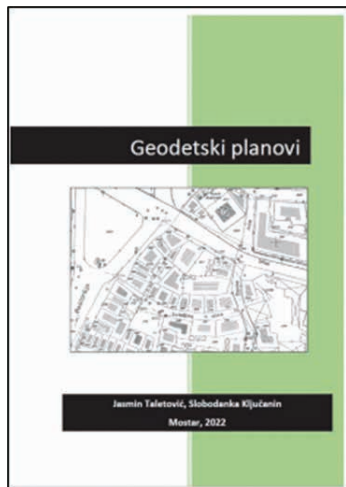 Geodetski planovi
Jasmin Taletović, Slobodanka Ključanin
Mostar, 2022